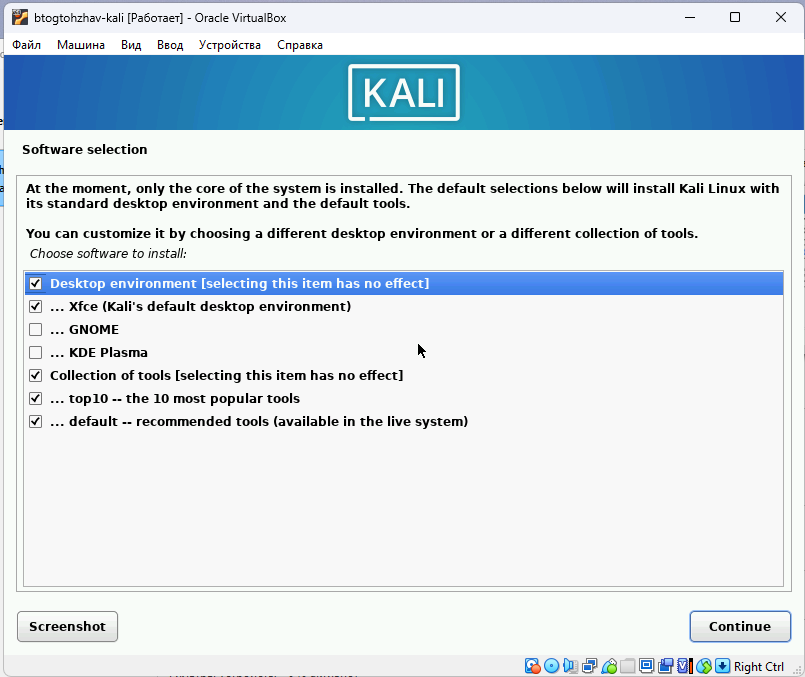 btogtohzhav-kali [Работает] - Oracle VirtualBox
Файл Машина Вид Ввод Устройства Справка
KALI
Software selection
At the moment, only the core of the system is installed. The default selections below will install Kali Linux with
its standard desktop environment and the default tools.
You can customize it by choosing a different desktop environment or a different collection of tools.
Choose software to install:
Desktop environment [selecting this item has no effect]
... Xfce (Kali's default desktop environment)
... GNOME
... KDE Plasma
Collection of tools [selecting this item has no effect]
... top10 -- the 10 most popular tools
... default -- recommended tools (available in the live system)
Screenshot Continue
Right Ctrl